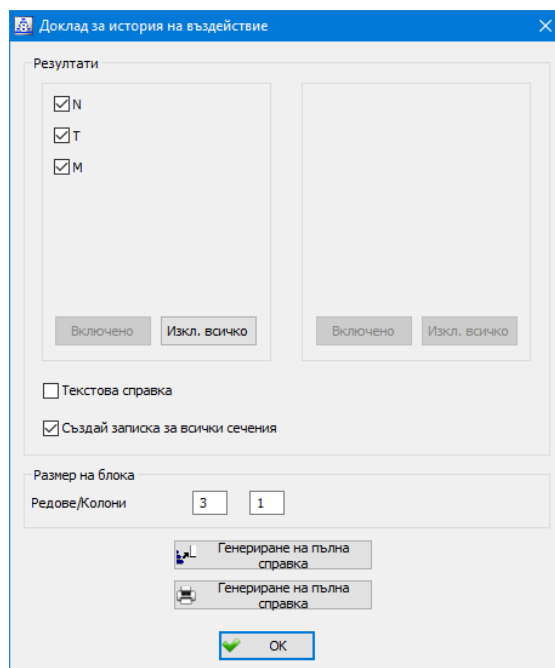 Доклад за история на въздействие
Резултати
N
T
M
Включено Изкл. всичко
Включено Изкл. всичко
Текстова справка
Създай записка за всички сечения
Размер на блока
Редове/Колони 3 1
Генериране на пълна
справка
Генериране на пълна
справка
OK